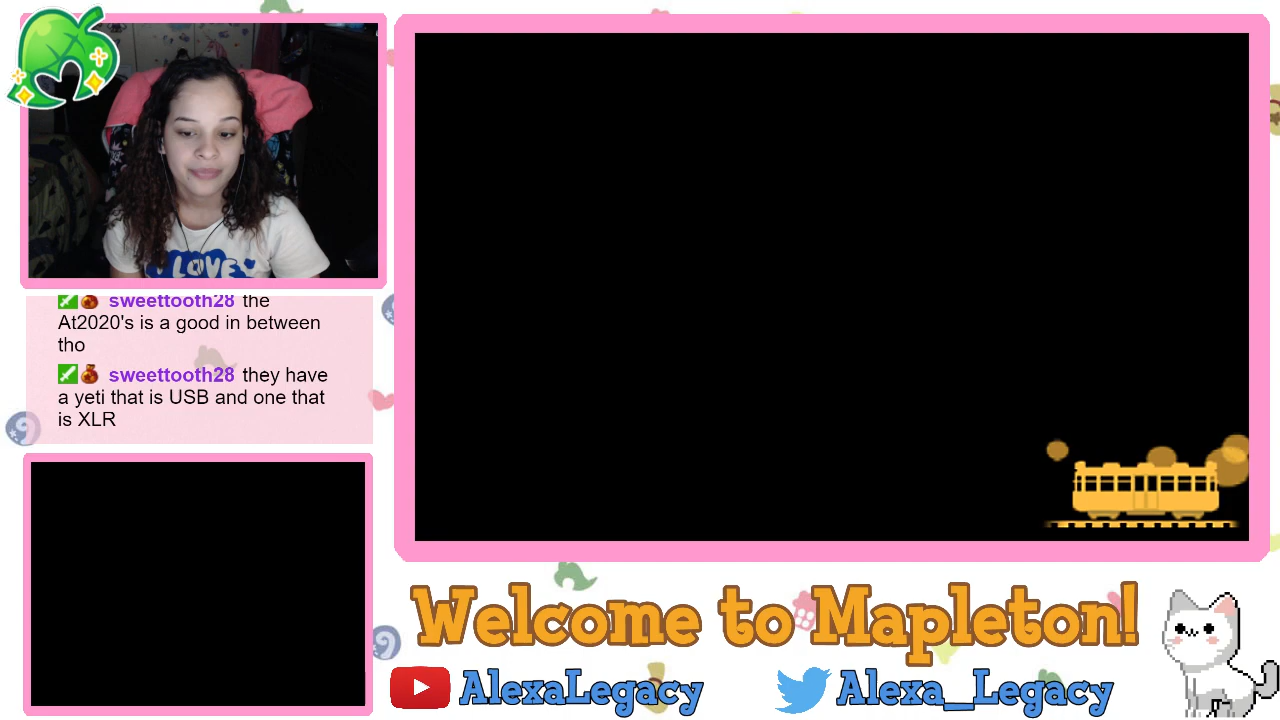 LOVE
sweettooth28 the
At2020's is a good in between
tho
sweettooth28 they have
a yeti that is USB and one that
is XLR
Welcome to Mapleton!
AlexaLegacy
Alexa_Legacy